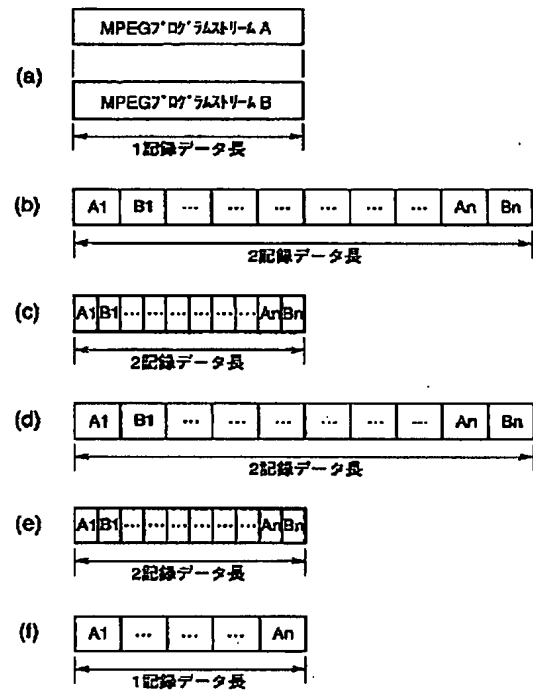 (a)
MPEGプログラムストリーム A
MPEGプログラムストリーム B
1記録データ長
(b) A1 B1 ... ... ... ... ... ... An Bn
2記録データ長
(c) A1 B1 ... ... ... ... ... ... An Bn
2記録データ長
(d) A1 B1 ... ... ... ... ... ... An Bn
2記録データ長
(e) A1 B1 ... ... ... ... ... ... An Bn
2記録データ長
(f) A1 ... ... ... An
1記録データ長